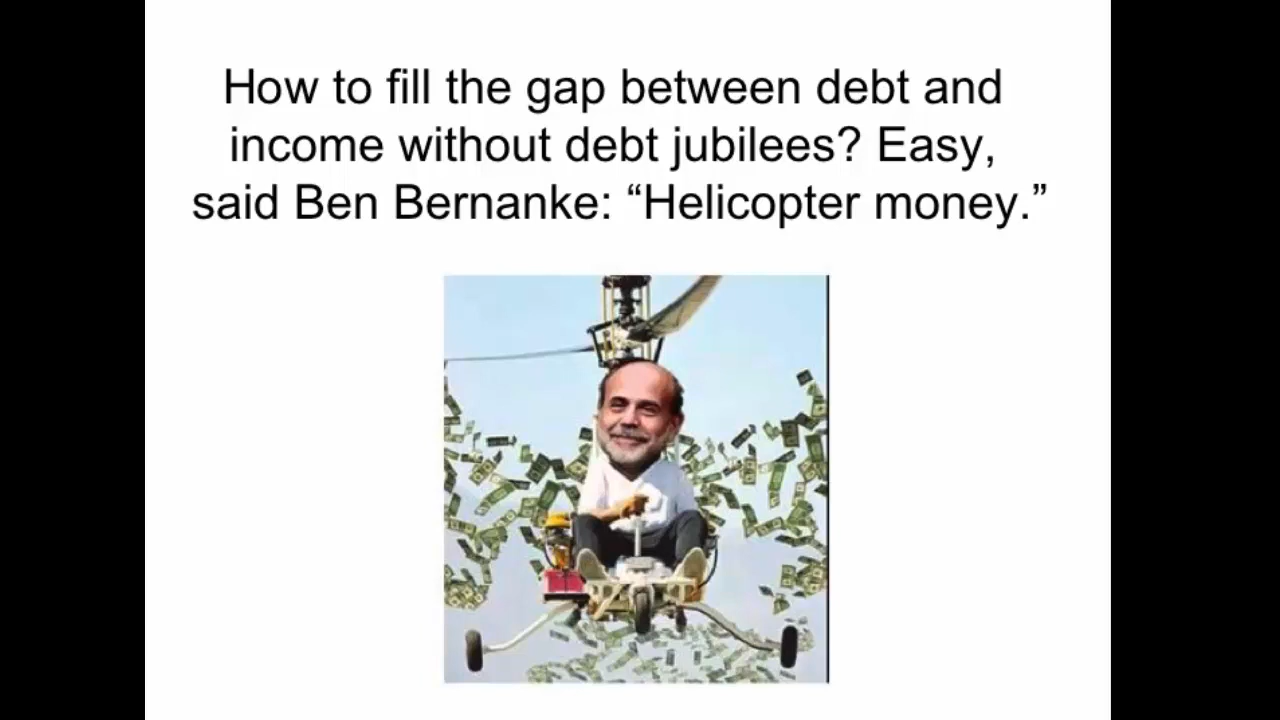 How to fill the gap between debt and
income without debt jubilees? Easy,
said Ben Bernanke: “Helicopter money.”